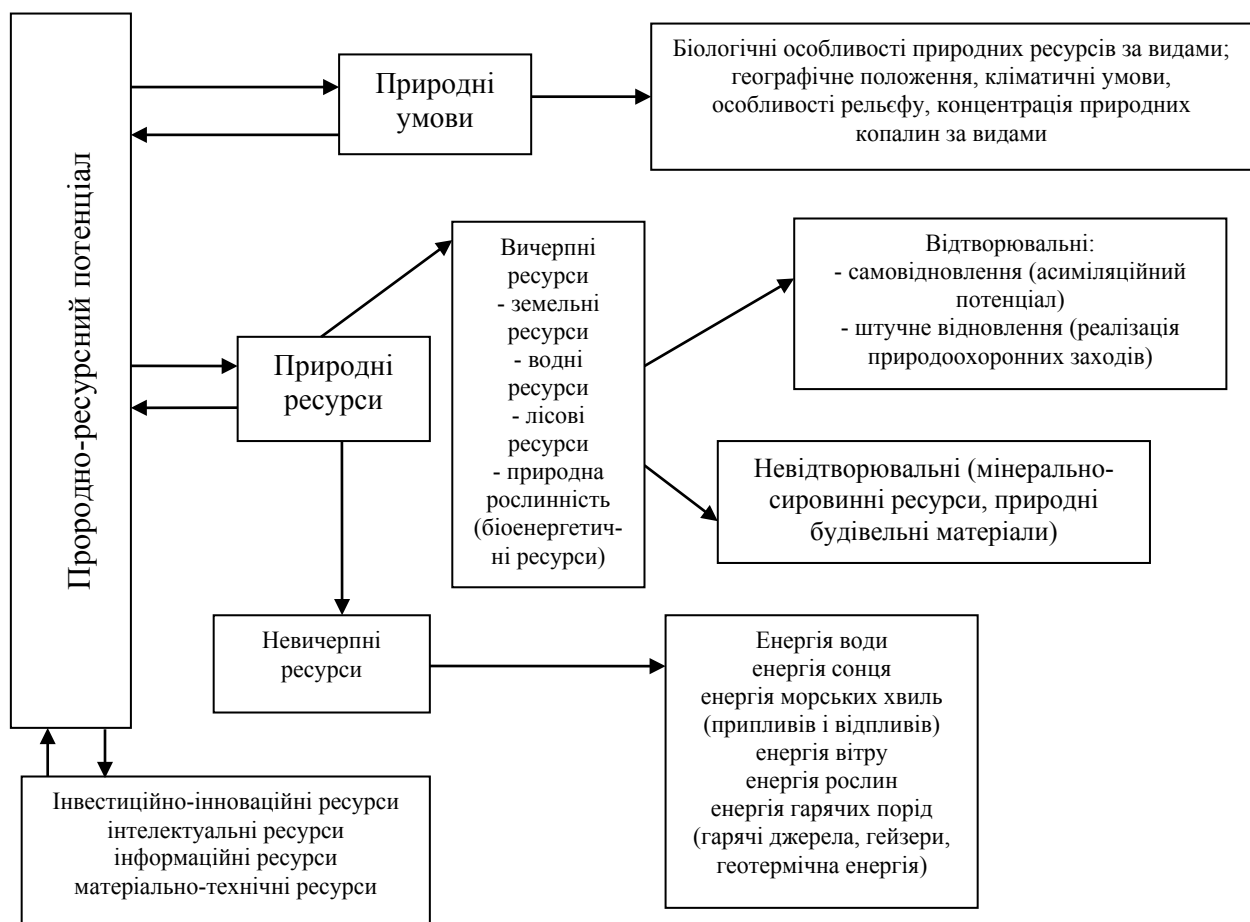 Прородно-ресурсний потенціал
Природні
умови
Біологічні особливості природних ресурсів за видами;
географічне положення, кліматичні умови,
особливості рельєфу, концентрація природних
копалин за видами
Природні
ресурси
Вичерпні
ресурси
- земельні
ресурси
- водні
ресурси
- лісові
ресурси
- природна
рослинність
(біоенергетич-
ні ресурси)
Відтворювальні:
- самовідновлення (асиміляційний
потенціал)
- штучне відновлення (реалізація
природоохоронних заходів)
Невідтворювальні (мінерально-
сировинні ресурси, природні
будівельні матеріали)
Невичерпні
ресурси
Енергія води
енергія сонця
енергія морських хвиль
(припливів і відпливів)
енергія вітру
енергія рослин
енергія гарячих порід
(гарячі джерела, гейзери,
геотермічна енергія)
Інвестиційно-інноваційні ресурси
інтелектуальні ресурси
інформаційні ресурси
матеріально-технічні ресурси